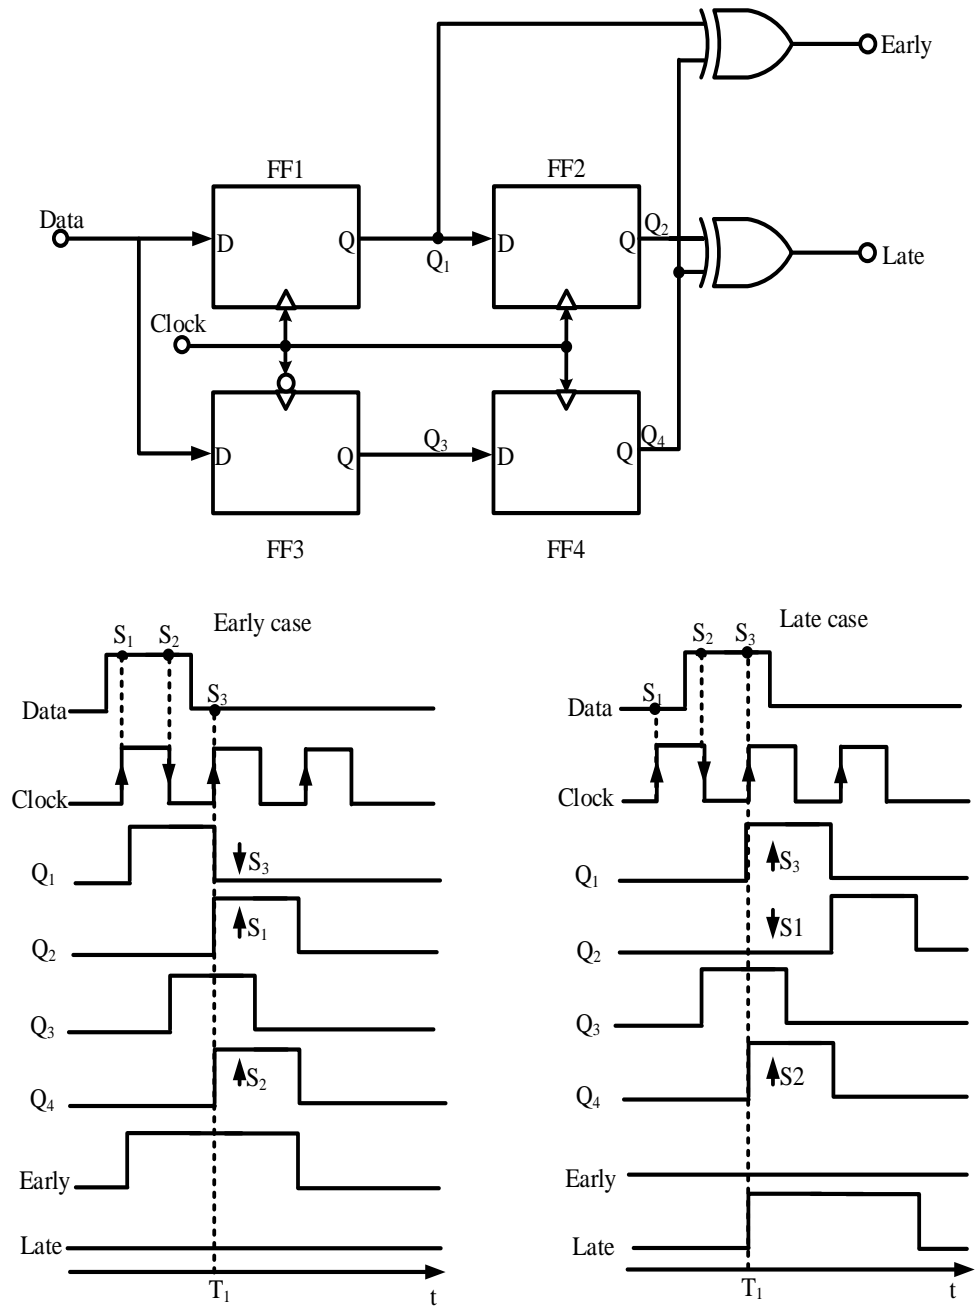 Early
FF1
FF2
Data
D
Q
Q1
D
Q
Q2
Late
Clock
D
Q
Q3
D
Q
Q4
FF3
FF4
Early case
S1
S2
S3
Data
Clock
Q1
S3
Q2
S1
Q3
Q4
S2
Early
Late
T1
t
Late case
S1
S2
S3
Data
Clock
Q1
S3
Q2
S1
Q3
Q4
S2
Early
Late
T1
t